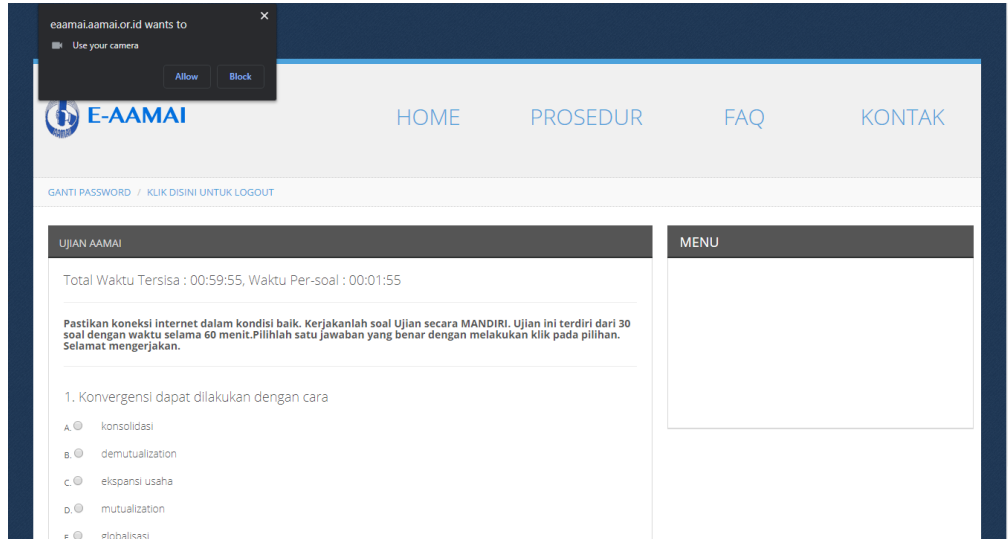 eaamai.aamai.or.id wants to
Use your camera
Allow Block
E-AAMAI
HOME PROSEDUR FAQ KONTAK
GANTI PASSWORD / KLIK DISINI UNTUK LOGOUT
UJIAN AAMAI
MENU
Total Waktu Tersisa : 00:59:55, Waktu Per-soal : 00:01:55
Pastikan koneksi internet dalam kondisi baik. Kerjakanlah soal Ujian secara MANDIRI. Ujian ini terdiri dari 30
soal dengan waktu selama 60 menit.Pilihlah satu jawaban yang benar dengan melakukan klik pada pilihan.
Selamat mengerjakan.
1. Konvergensi dapat dilakukan dengan cara
A. konsolidasi
B. demutualization
C. ekspansi usaha
D. mutualization
E. globalisasi